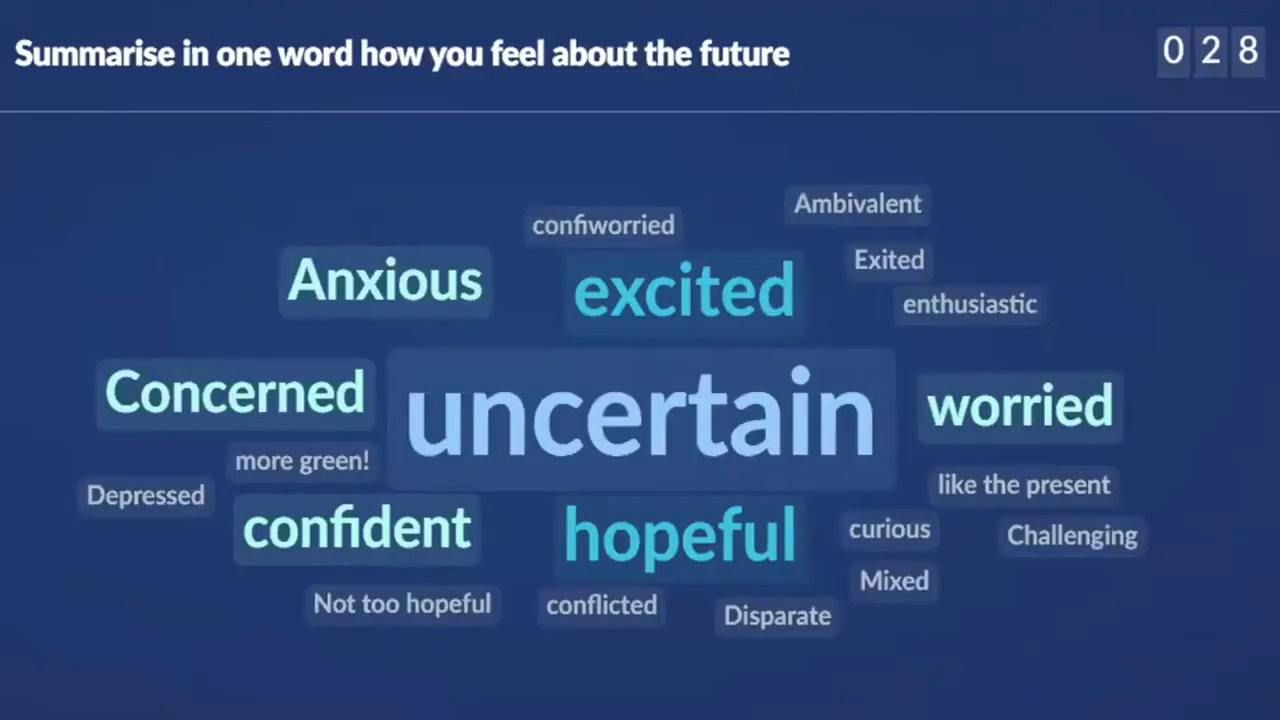 Summarise in one word how you feel about the future
028
Ambivalent
confiworried
Exited
Anxious
excited
enthusiastic
Concerned
uncertain
worried
more green!
like the present
Depressed
confident
hopeful
curious
Challenging
Mixed
Not too hopeful
conflicted
Disparate